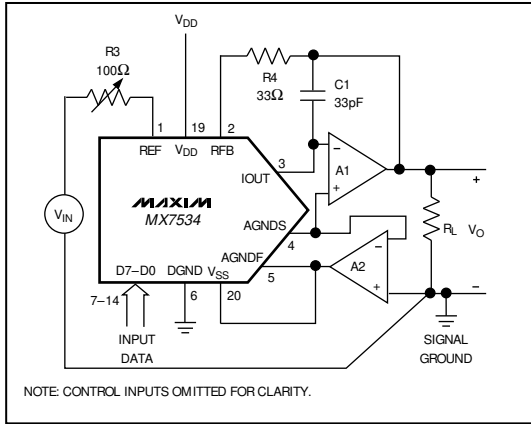 VDD
R3
100Ω
R4
33Ω
C1
33pF
1
19
2
REF
VDD
RFB
3
IOUT
A1
MAXIM
MX7534
VIN
AGNDS
4
RL
VO
AGNDF
5
A2
D7–D0
DGND
VSS
7–14
6
20
INPUT
DATA
SIGNAL
GROUND
NOTE: CONTROL INPUTS OMITTED FOR CLARITY.